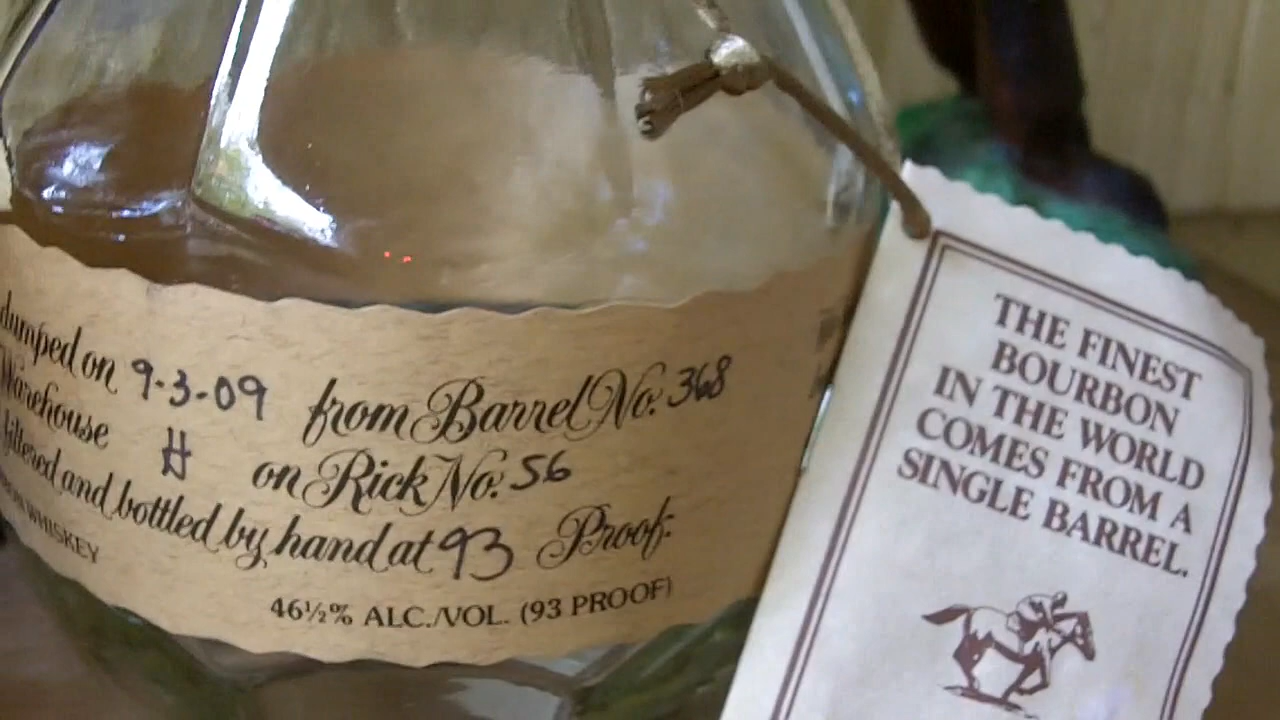 dumped on 9-3-09 from Barrel No. 368
Warehouse H on Rick No. 56
filtered and bottled by hand at 93 Proof.
WHISKEY
46½% ALC./VOL. (93 PROOF)
THE FINEST
BOURBON
IN THE WORLD
COMES FROM A
SINGLE BARREL.